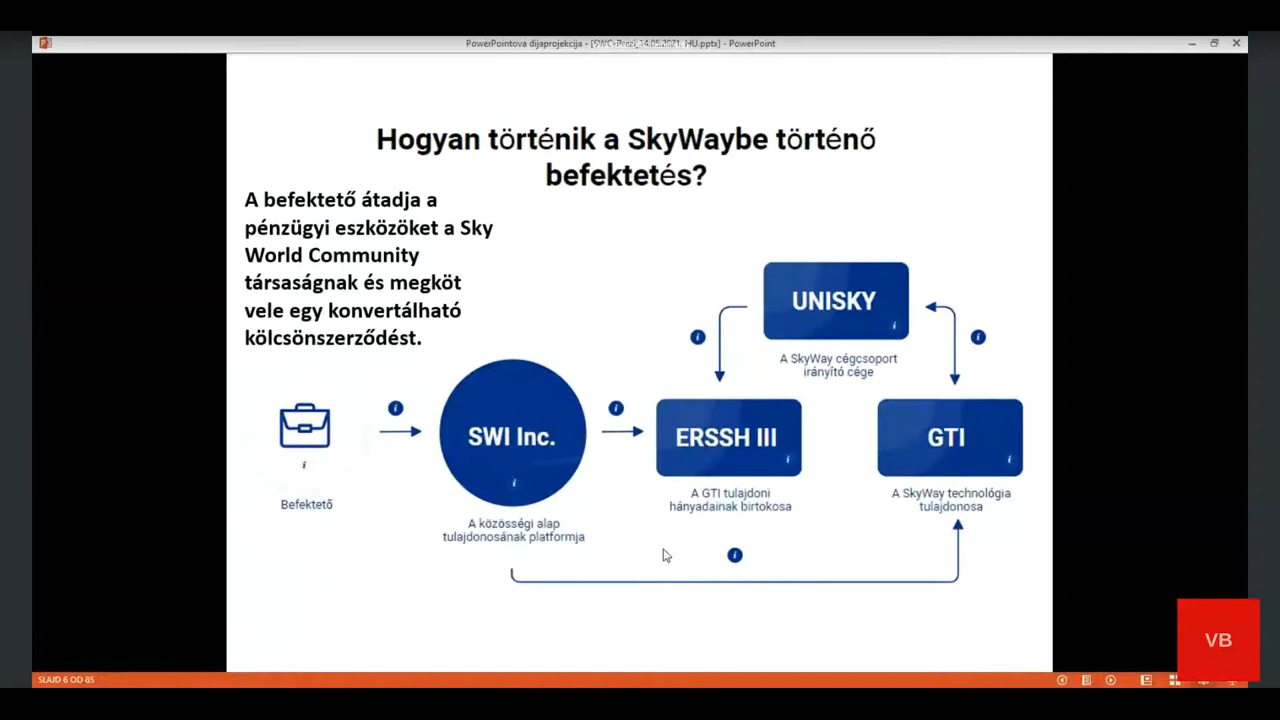 PowerPointova dijaprojekcija - [SWC-Prezi_14.06.2021. HU.pptx] - PowerPoint
Hogyan történik a SkyWaybe történő
befektetés?
A befektető átadja a
pénzügyi eszközöket a Sky
World Community
társaságnak és megköt
vele egy konvertálható
kölcsönszerződést.
UNISKY
i
i
i
A SkyWay cégcsoport
irányító cége
i
i
SWI Inc.
ERSSH III
GTI
i
i
i
i
Befektető
A GTI tulajdoni
hányadainak birtokosa
A SkyWay technológia
tulajdonosa
A közösségi alap
tulajdonosának platformja
i
VB
SLAJD 6 OD 85